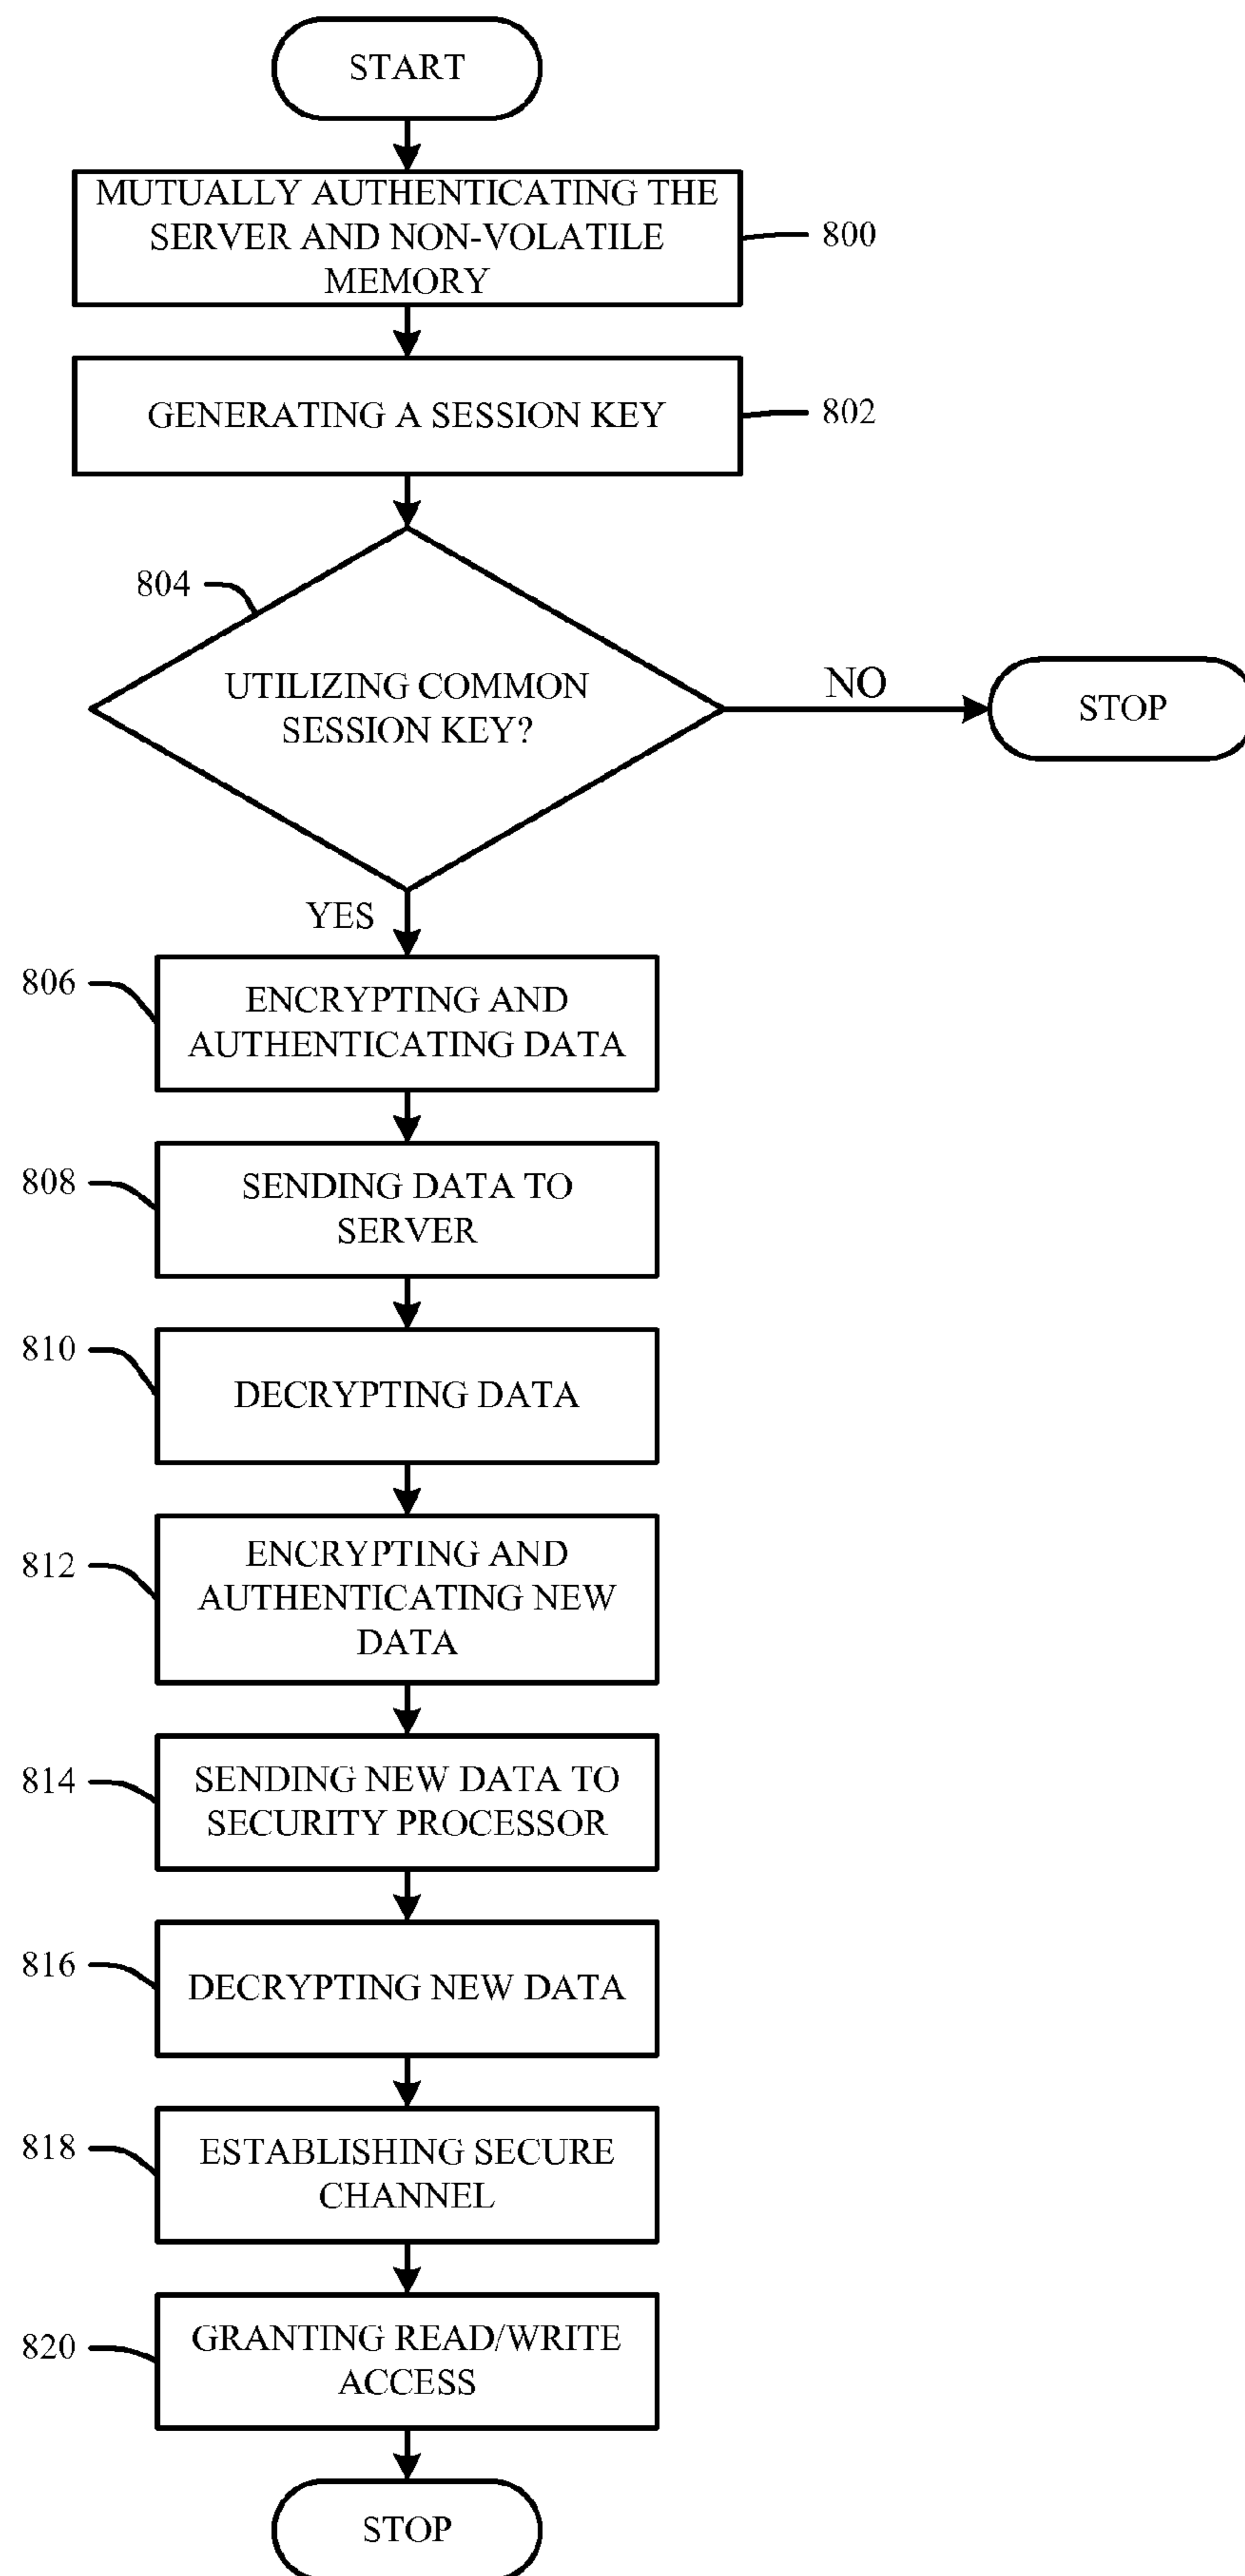 START
MUTUALLY AUTHENTICATING THE
SERVER AND NON-VOLATILE
MEMORY
800
GENERATING A SESSION KEY
802
804
UTILIZING COMMON
SESSION KEY?
NO
STOP
YES
806
ENCRYPTING AND
AUTHENTICATING DATA
808
SENDING DATA TO
SERVER
810
DECRYPTING DATA
812
ENCRYPTING AND
AUTHENTICATING NEW
DATA
814
SENDING NEW DATA TO
SECURITY PROCESSOR
816
DECRYPTING NEW DATA
818
ESTABLISHING SECURE
CHANNEL
820
GRANTING READ/WRITE
ACCESS
STOP